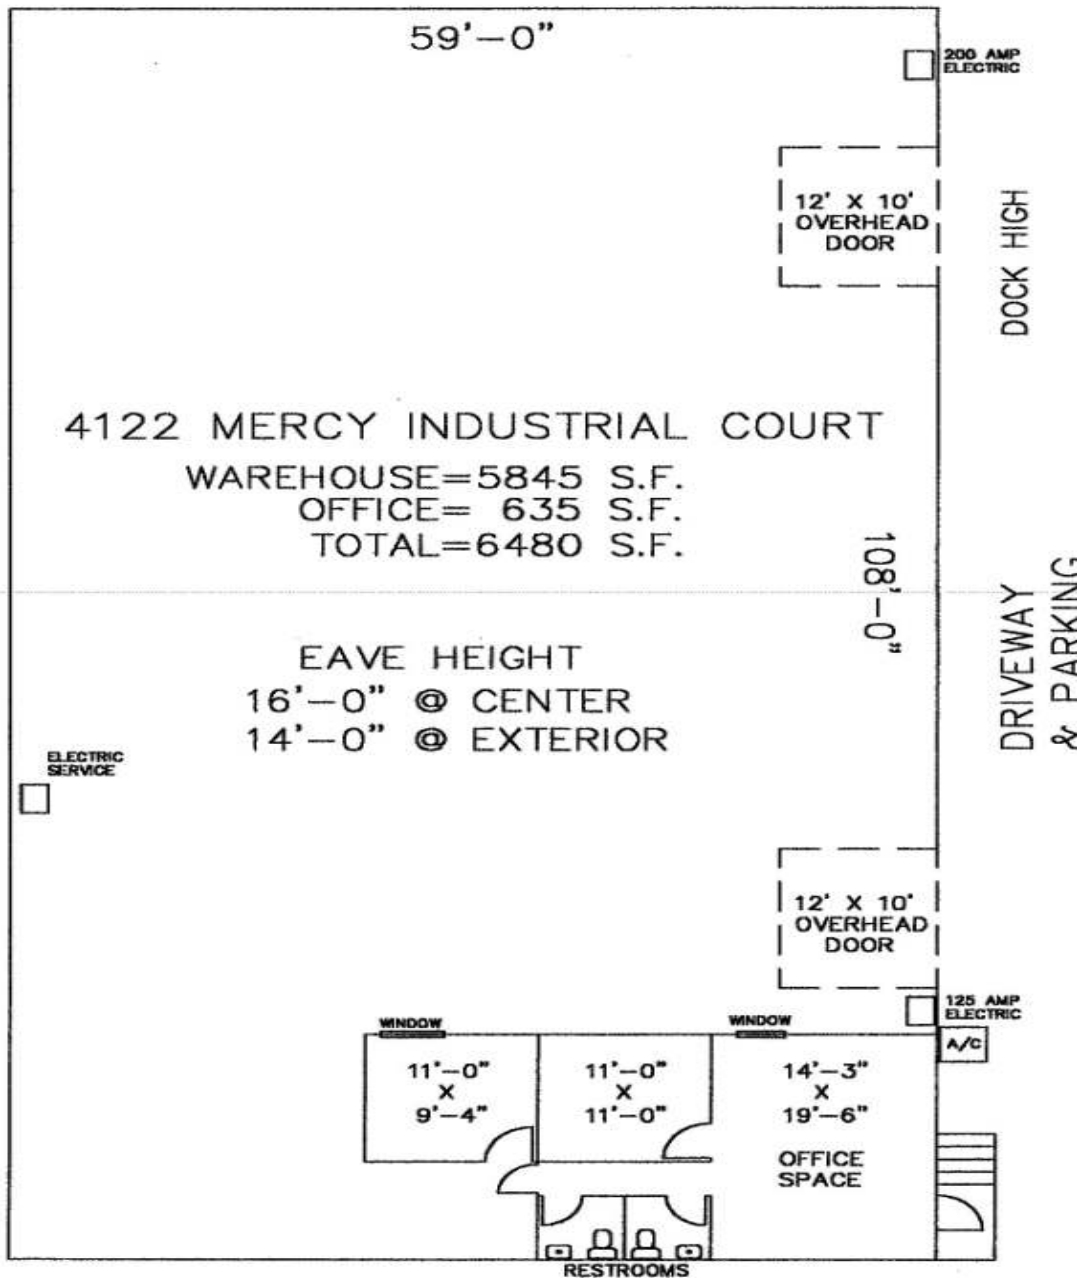 59'-0"
200 AMP
ELECTRIC
12' X 10'
OVERHEAD
DOOR
DOCK HIGH
4122 MERCY INDUSTRIAL COURT
WAREHOUSE=5845 S.F.
OFFICE= 635 S.F.
TOTAL=6480 S.F.
108'-0"
EAVE HEIGHT
16'-0" @ CENTER
14'-0" @ EXTERIOR
DRIVEWAY
& PARKING
ELECTRIC
SERVICE
12' X 10'
OVERHEAD
DOOR
125 AMP
ELECTRIC
A/C
WINDOW
WINDOW
11'-0"
X
9'-4"
11'-0"
X
11'-0"
14'-3"
X
19'-6"
OFFICE
SPACE
RESTROOMS